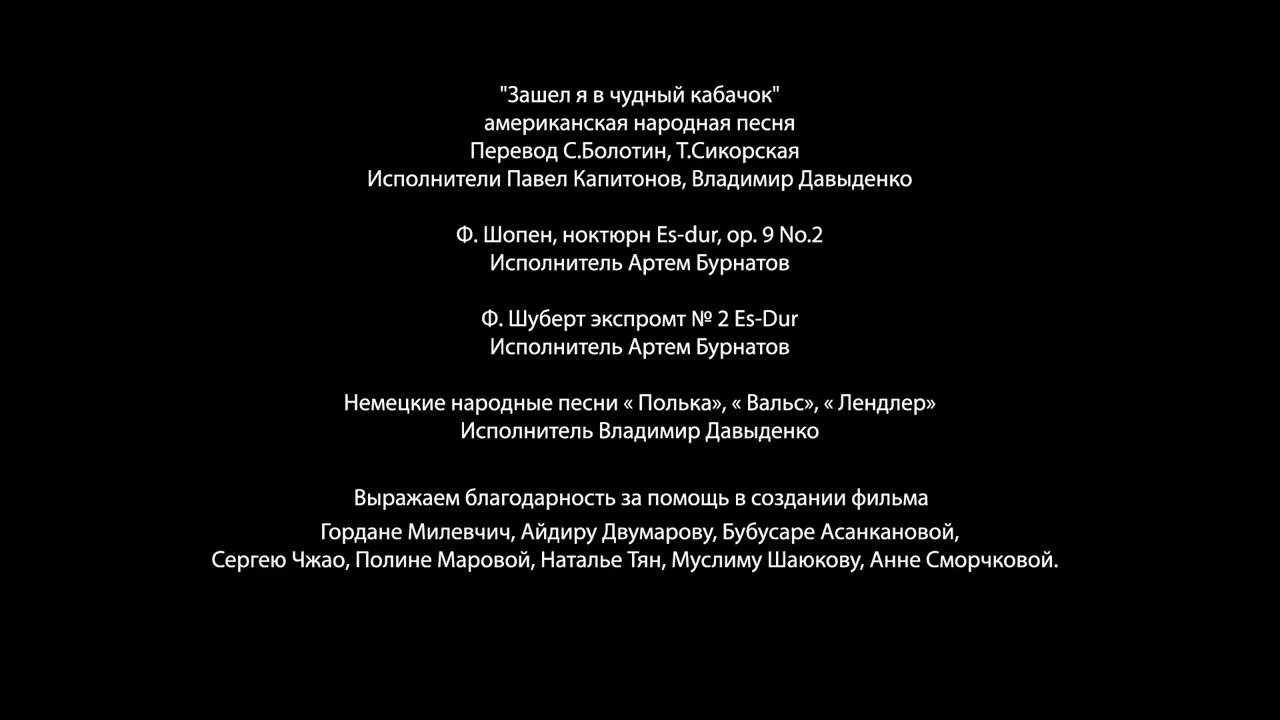 "Зашел я в чудный кабачок"
американская народная песня
Перевод С.Болотин, Т.Сикорская
Исполнители Павел Капитонов, Владимир Давыденко
Ф. Шопен, ноктюрн Es-dur, op. 9 No.2
Исполнитель Артем Бурнатов
Ф. Шуберт экспромт № 2 Es-Dur
Исполнитель Артем Бурнатов
Немецкие народные песни « Полька», « Вальс», « Лендлер»
Исполнитель Владимир Давыденко
Выражаем благодарность за помощь в создании фильма
Гордане Милевчич, Айдиру Двумарову, Бубусаре Асанкановой,
Сергею Чжао, Полине Маровой, Наталье Тян, Муслиму Шаюкову, Анне Сморчковой.